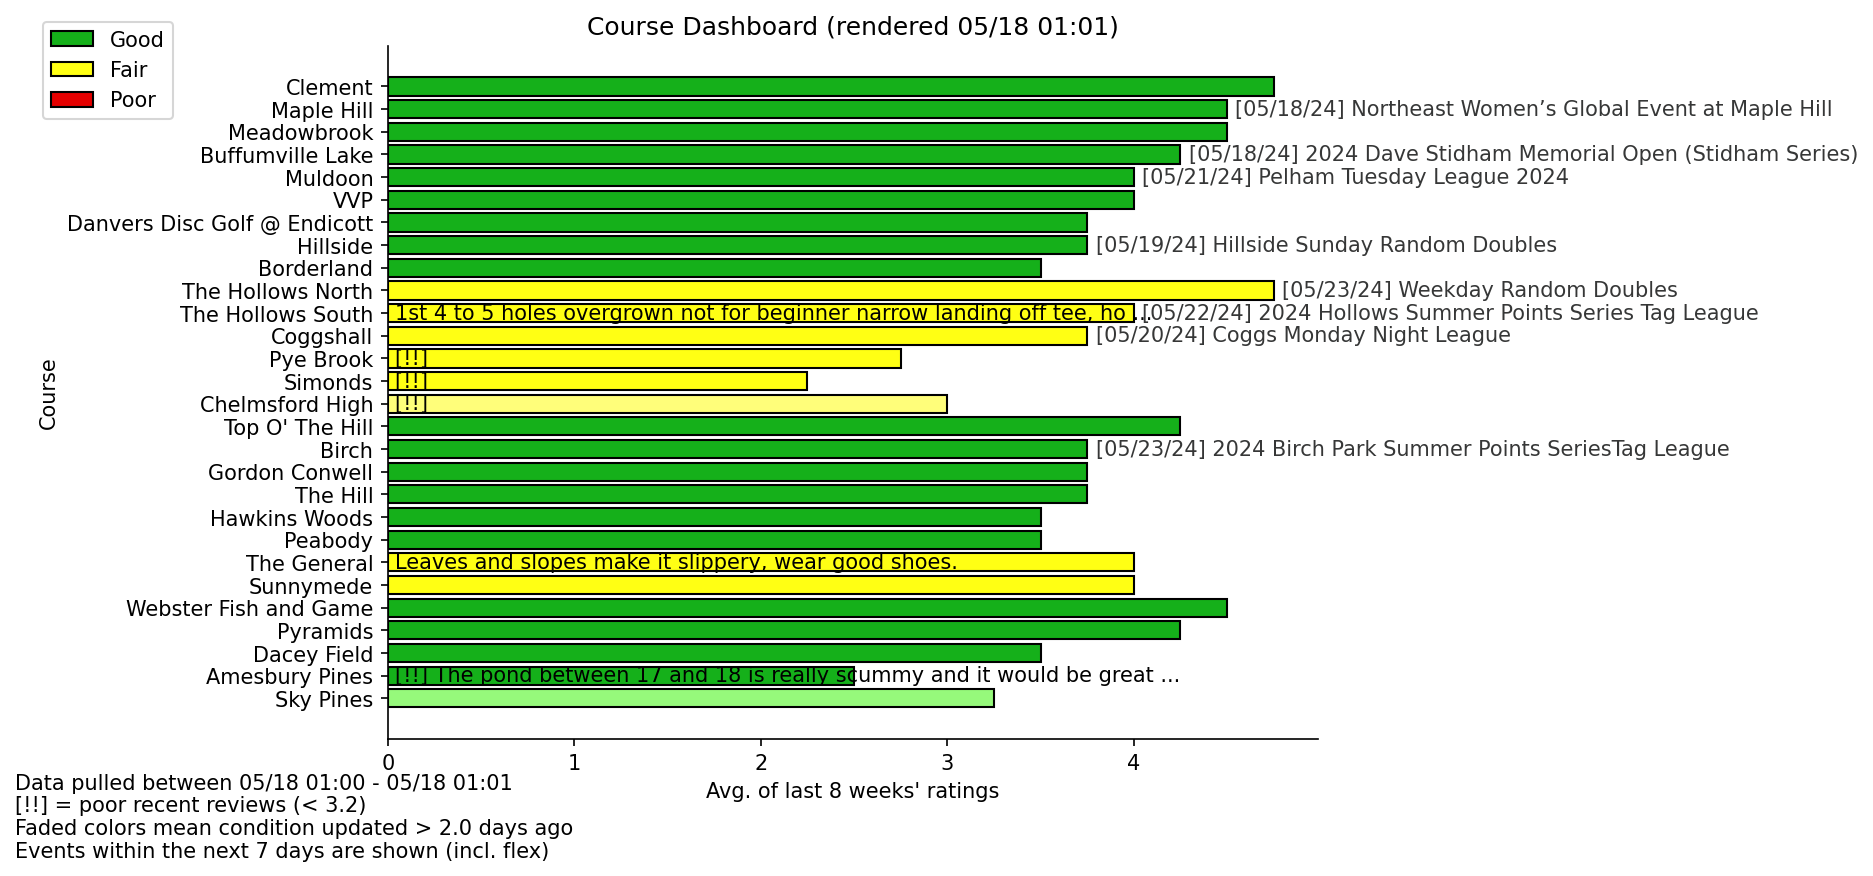 Course Dashboard (rendered 05/18 01:01)
Good
Fair
Poor
Clement
Maple Hill [05/18/24] Northeast Women’s Global Event at Maple Hill
Meadowbrook
Buffumville Lake [05/18/24] 2024 Dave Stidham Memorial Open (Stidham Series)
Muldoon [05/21/24] Pelham Tuesday League 2024
VVP
Danvers Disc Golf @ Endicott
Hillside [05/19/24] Hillside Sunday Random Doubles
Borderland
The Hollows North [05/23/24] Weekday Random Doubles
The Hollows South 1st 4 to 5 holes overgrown not for beginner narrow landing off tee, ho ... [05/22/24] 2024 Hollows Summer Points Series Tag League
Coggshall [05/20/24] Coggs Monday Night League
Pye Brook [!!]
Simonds [!!]
Chelmsford High [!!]
Top O' The Hill
Birch [05/23/24] 2024 Birch Park Summer Points SeriesTag League
Gordon Conwell
The Hill
Hawkins Woods
Peabody
The General Leaves and slopes make it slippery, wear good shoes.
Sunnymede
Webster Fish and Game
Pyramids
Dacey Field
Amesbury Pines [!!] The pond between 17 and 18 is really scummy and it would be great ...
Sky Pines
Course
0 1 2 3 4
Avg. of last 8 weeks' ratings
Data pulled between 05/18 01:00 - 05/18 01:01
[!!] = poor recent reviews (< 3.2)
Faded colors mean condition updated > 2.0 days ago
Events within the next 7 days are shown (incl. flex)